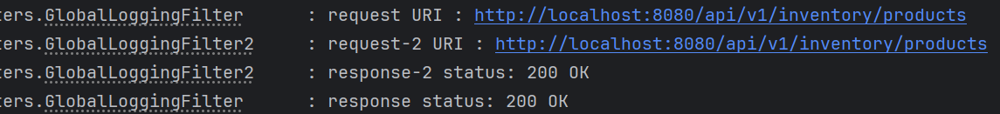 ters.GlobalLoggingFilter      : request URI : http://localhost:8080/api/v1/inventory/products
ters.GlobalLoggingFilter2     : request-2 URI : http://localhost:8080/api/v1/inventory/products
ters.GlobalLoggingFilter2     : response-2 status: 200 OK
ters.GlobalLoggingFilter      : response status: 200 OK